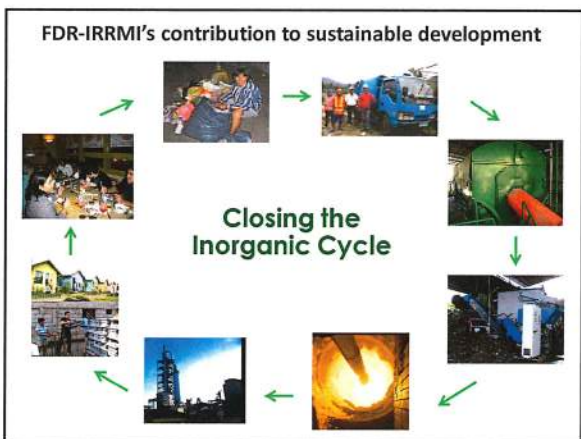 FDR-IRRMI's contribution to sustainable development
Closing the
Inorganic Cycle